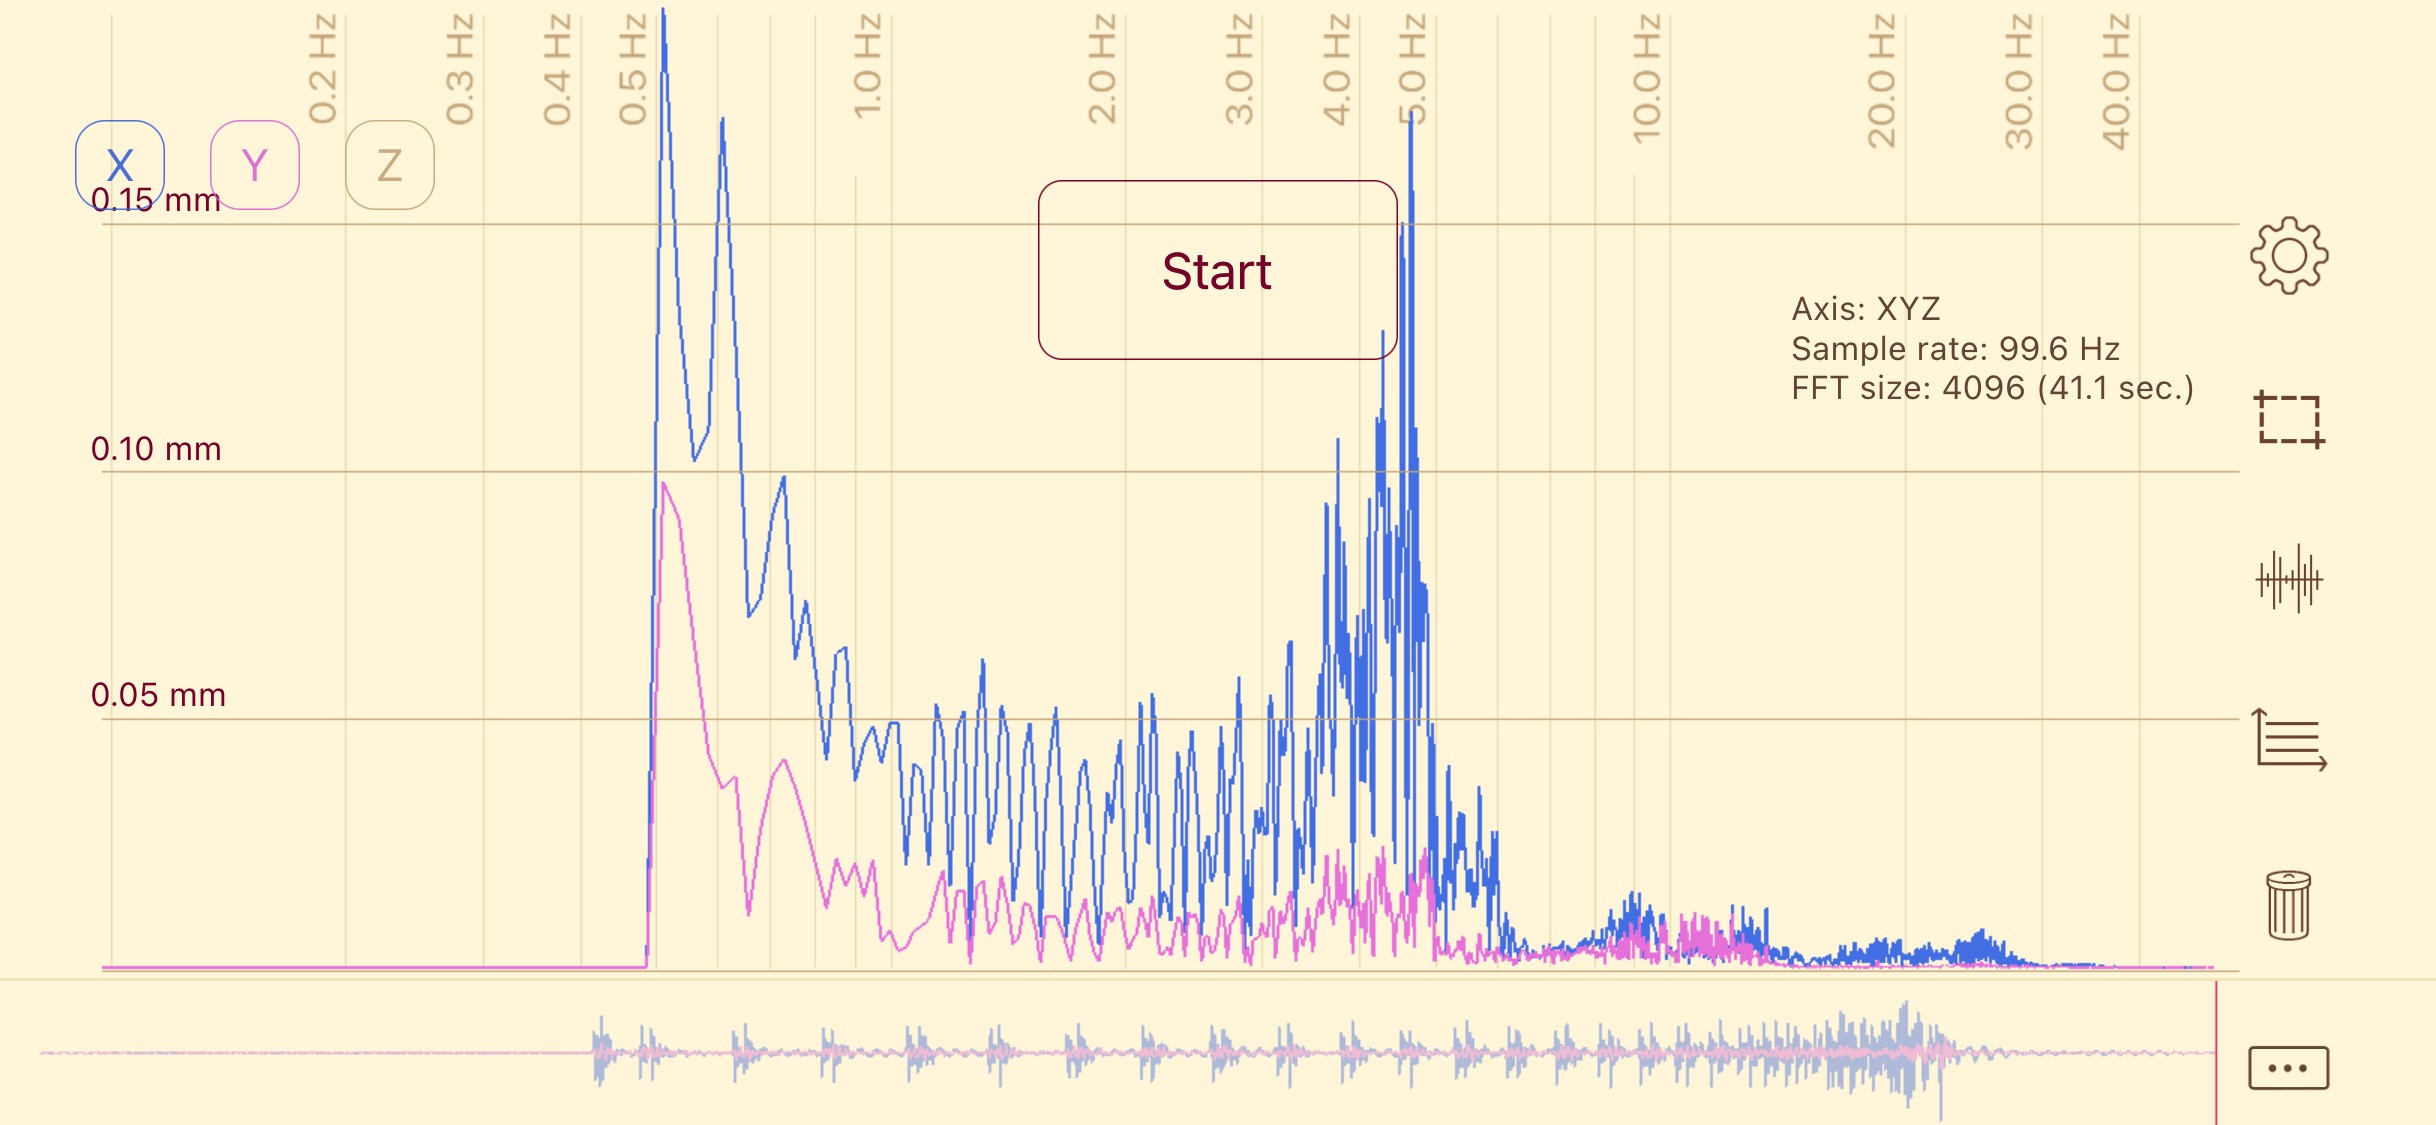 0.2 Hz
0.3 Hz
0.4 Hz
0.5 Hz
1.0 Hz
2.0 Hz
3.0 Hz
4.0 Hz
5.0 Hz
10.0 Hz
20.0 Hz
30.0 Hz
40.0 Hz
X
Y
Z
0.15 mm
Start
Axis: XYZ
Sample rate: 99.6 Hz
FFT size: 4096 (41.1 sec.)
0.10 mm
0.05 mm